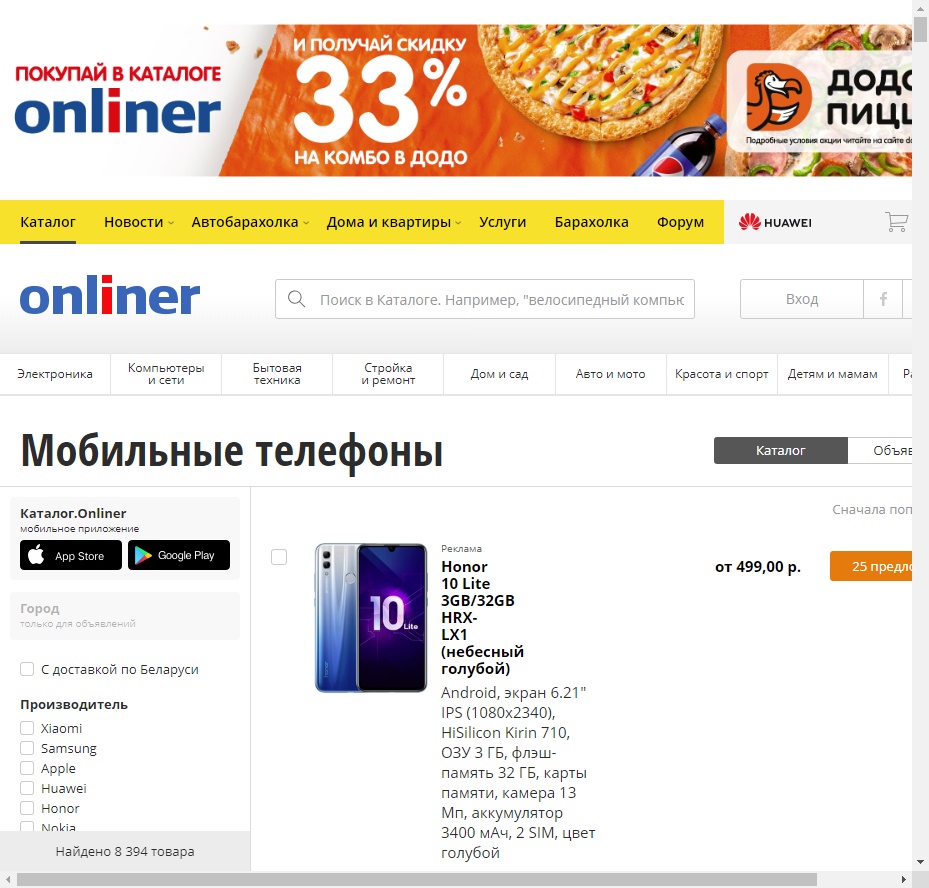 ПОКУПАЙ В КАТАЛОГЕ
onliner
И ПОЛУЧАЙ СКИДКУ
33%
НА КОМБО В ДОДО
ДОДО
ПИЦЦ
Подробные условия акции читайте на сайте do
Каталог
Новости
Автобарахолка
Дома и квартиры
Услуги
Барахолка
Форум
HUAWEI
onliner
Поиск в Каталоге. Например, "велосипедный компьк
Вход
f
Электроника
Компьютеры
и сети
Бытовая
техника
Стройка
и ремонт
Дом и сад
Авто и мото
Красота и спорт
Детям и мамам
Ра
Мобильные телефоны
Каталог
Объяв
Каталог.Onliner
мобильное приложение
App Store
Google Play
Город
только для объявлений
С доставкой по Беларуси
Производитель
Xiaomi
Samsung
Apple
Huawei
Honor
Nokia
Найдено 8 394 товара
Сначала поп
10 Lite
honor
Реклама
Honor
10 Lite
3GB/32GB
HRX-
LX1
(небесный
голубой)
Android, экран 6.21"
IPS (1080x2340),
HiSilicon Kirin 710,
ОЗУ 3 ГБ, флэш-
память 32 ГБ, карты
памяти, камера 13
Мп, аккумулятор
3400 мАч, 2 SIM, цвет
голубой
от 499,00 р.
25 предло